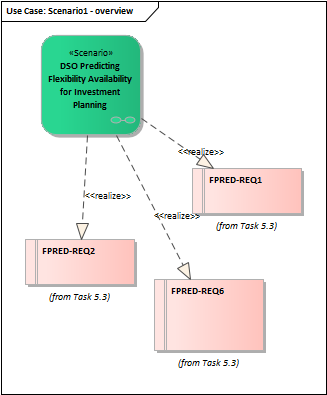 Use Case: Scenario1 - overview
«Scenario»
DSO Predicting
Flexibility Availability
for Investment
Planning
<<realize>>
FPRED-REQ1
(from Task 5.3)
<<realize>>
<<realize>>
FPRED-REQ2
(from Task 5.3)
FPRED-REQ6
(from Task 5.3)